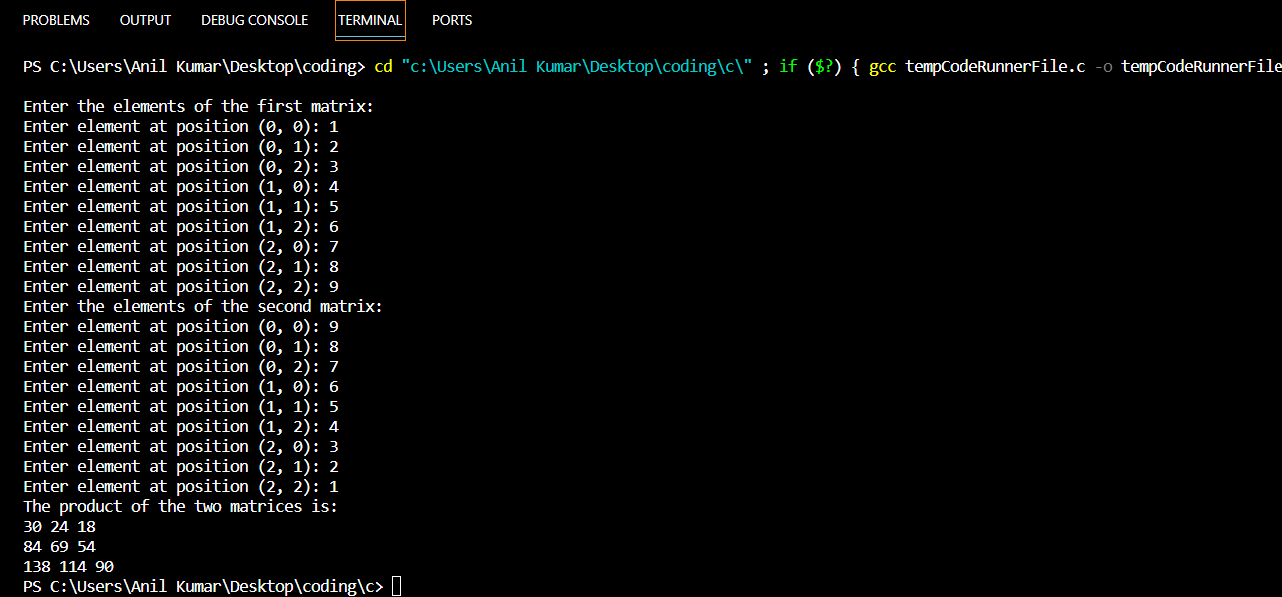 PROBLEMS OUTPUT DEBUG CONSOLE TERMINAL PORTS
PS C:\Users\Anil Kumar\Desktop\coding> cd "c:\Users\Anil Kumar\Desktop\coding\c\" ; if ($?) { gcc tempCodeRunnerFile.c -o tempCodeRunnerFile
Enter the elements of the first matrix:
Enter element at position (0, 0): 1
Enter element at position (0, 1): 2
Enter element at position (0, 2): 3
Enter element at position (1, 0): 4
Enter element at position (1, 1): 5
Enter element at position (1, 2): 6
Enter element at position (2, 0): 7
Enter element at position (2, 1): 8
Enter element at position (2, 2): 9
Enter the elements of the second matrix:
Enter element at position (0, 0): 9
Enter element at position (0, 1): 8
Enter element at position (0, 2): 7
Enter element at position (1, 0): 6
Enter element at position (1, 1): 5
Enter element at position (1, 2): 4
Enter element at position (2, 0): 3
Enter element at position (2, 1): 2
Enter element at position (2, 2): 1
The product of the two matrices is:
30 24 18
84 69 54
138 114 90
PS C:\Users\Anil Kumar\Desktop\coding\c>